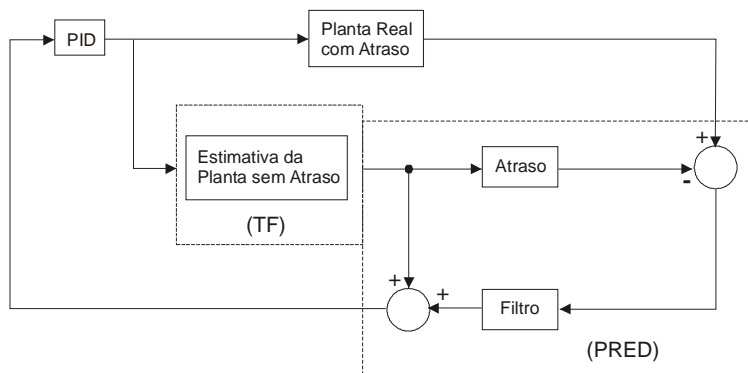 PID
Planta Real
com Atraso
+
Estimativa da
Planta sem Atraso
Atraso
-
(TF)
+
+
Filtro
(PRED)